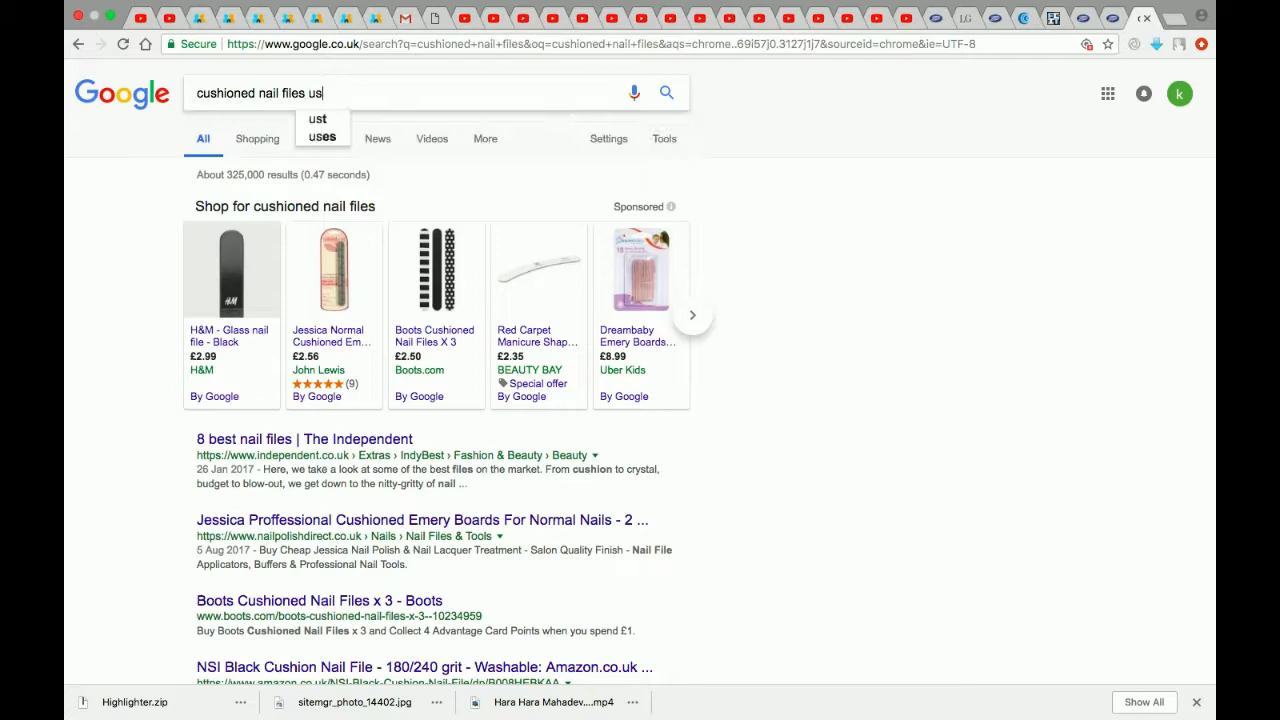 Secure
https://www.google.co.uk/search?q=cushioned+nail+files&oq=cushioned+nail+files&aqs=chrome..69i57j0.3127j1j7&sourceid=chrome&ie=UTF-8
Google
cushioned nail files us
k
ust
uses
All Shopping News Videos More Settings Tools
About 325,000 results (0.47 seconds)
Shop for cushioned nail files
Sponsored
H&M
H&M - Glass nail file - Black
£2.99
H&M
By Google
Jessica Normal Cushioned Em...
£2.56
John Lewis
(9)
By Google
Boots Cushioned Nail Files X 3
£2.50
Boots.com
By Google
Red Carpet Manicure Shap...
£2.35
BEAUTY BAY
Special offer
By Google
Dreambaby Emery Boards...
£8.99
Uber Kids
By Google
8 best nail files | The Independent
https://www.independent.co.uk › Extras › IndyBest › Fashion & Beauty › Beauty
26 Jan 2017 - Here, we take a look at some of the best files on the market. From cushion to crystal,
budget to blow-out, we get down to the nitty-gritty of nail ...
Jessica Proffessional Cushioned Emery Boards For Normal Nails - 2 ...
https://www.nailpolishdirect.co.uk › Nails › Nail Files & Tools
5 Aug 2017 - Buy Cheap Jessica Nail Polish & Nail Lacquer Treatment - Salon Quality Finish - Nail File
Applicators, Buffers & Professional Nail Tools.
Boots Cushioned Nail Files x 3 - Boots
www.boots.com/boots-cushioned-nail-files-x-3--10234959
Buy Boots Cushioned Nail Files x 3 and Collect 4 Advantage Card Points when you spend £1.
NSI Black Cushion Nail File - 180/240 grit - Washable: Amazon.co.uk ...
https://www.amazon.co.uk/NSI-Black-Cushion-Nail-File/dp/B008HEBKAA
Highlighter.zip
sitemgr_photo_14402.jpg
Hara Hara Mahadev....mp4
Show All